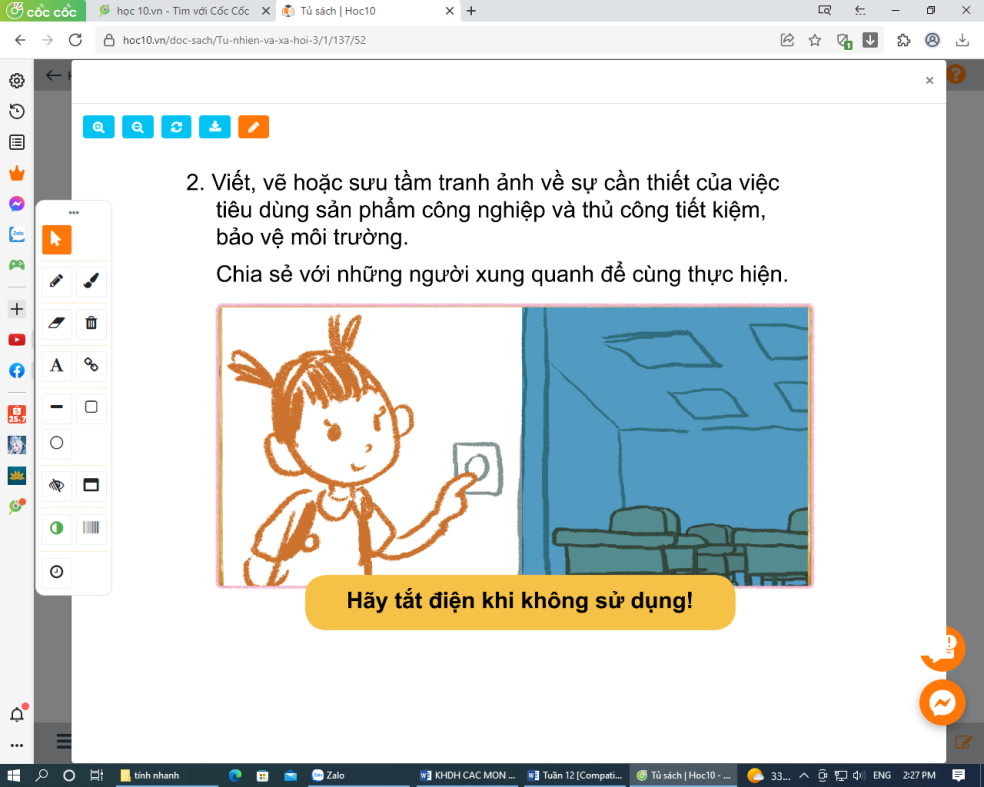 cốc cốc
học 10.vn - Tìm với Cốc Cốc
Tủ sách | Hoc10
hoc10.vn/doc-sach/Tu-nhien-va-xa-hoi-3/1/137/52
2. Viết, vẽ hoặc sưu tầm tranh ảnh về sự cần thiết của việc
tiêu dùng sản phẩm công nghiệp và thủ công tiết kiệm,
bảo vệ môi trường.
Chia sẻ với những người xung quanh để cùng thực hiện.
Hãy tắt điện khi không sử dụng!
Zalo
25.7
A
tính nhanh
Zalo
KHDH CAC MON ...
Tuần 12 [Compati...
Tủ sách | Hoc10 - ...
33...
ENG
2:27 PM